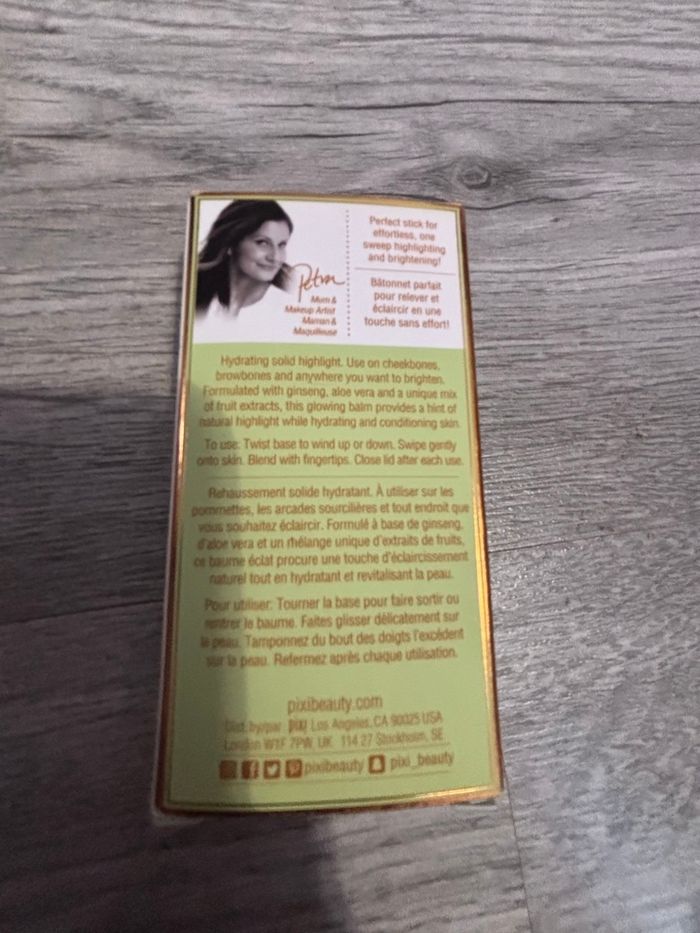 Petra
Mum &
Makeup Artist
Maman &
Maquilleuse
Perfect stick for
effortless, one
sweep highlighting
and brightening!
Bâtonnet parfait
pour relever et
éclaircir en une
touche sans effort!
Hydrating solid highlight. Use on cheekbones,
browbones and anywhere you want to brighten.
Formulated with ginseng, aloe vera and a unique mix
of fruit extracts, this glowing balm provides a hint of
natural highlight while hydrating and conditioning skin.
To use: Twist base to wind up or down. Swipe gently
onto skin. Blend with fingertips. Close lid after each use.
Rehaussement solide hydratant. À utiliser sur les
pommettes, les arcades sourcilières et tout endroit que
vous souhaitez éclaircir. Formulé à base de ginseng,
d'aloe vera et un mélange unique d'extraits de fruits,
ce baume éclat procure une touche d'éclaircissement
naturel tout en hydratant et revitalisant la peau.
Pour utiliser: Tourner la base pour faire sortir ou
rentrer le baume. Faites glisser délicatement sur
la peau. Tamponnez du bout des doigts l'excédent
sur la peau. Refermez après chaque utilisation.
pixibeauty.com
Dist. by/par pixi Los Angeles, CA 90025 USA
London W1F 7PW, UK 114 27 Stockholm, SE
pixibeauty pixi_beauty